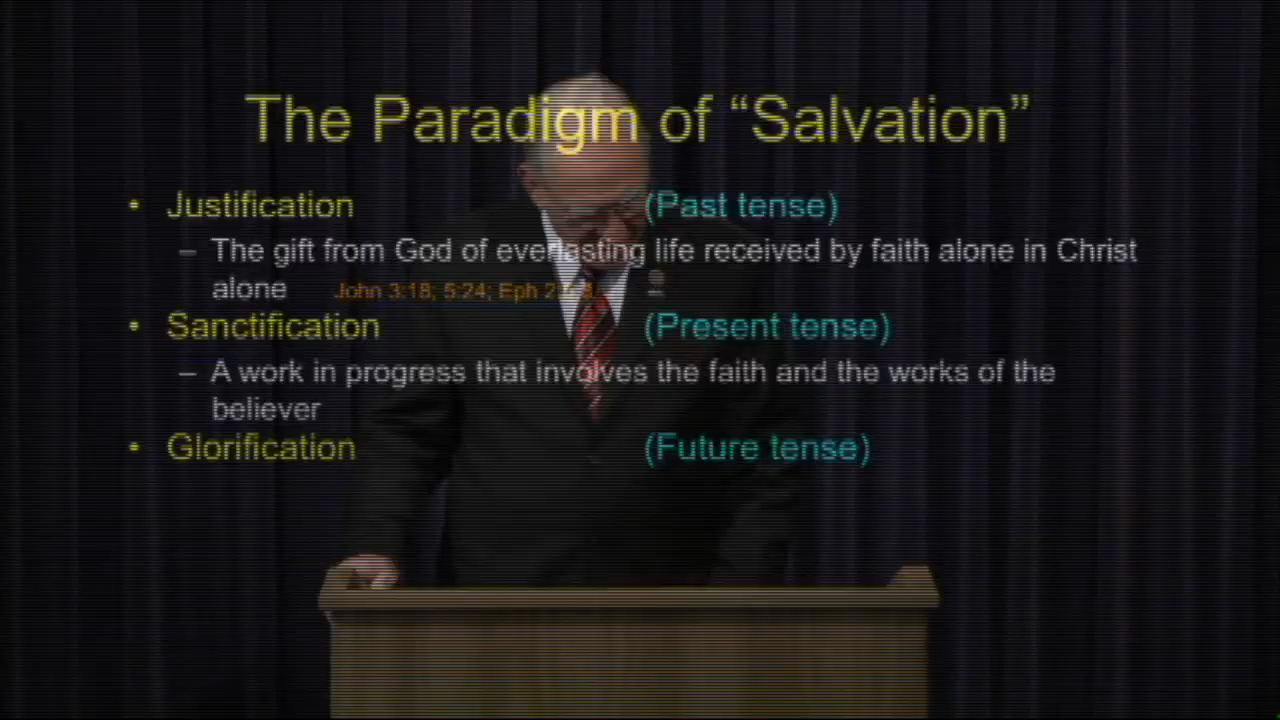 The Paradigm of “Salvation”
• Justification (Past tense)
– The gift from God of everlasting life received by faith alone in Christ
alone John 3:18; 5:24; Eph
• Sanctification (Present tense)
– A work in progress that involves the faith and the works of the
believer
• Glorification (Future tense)